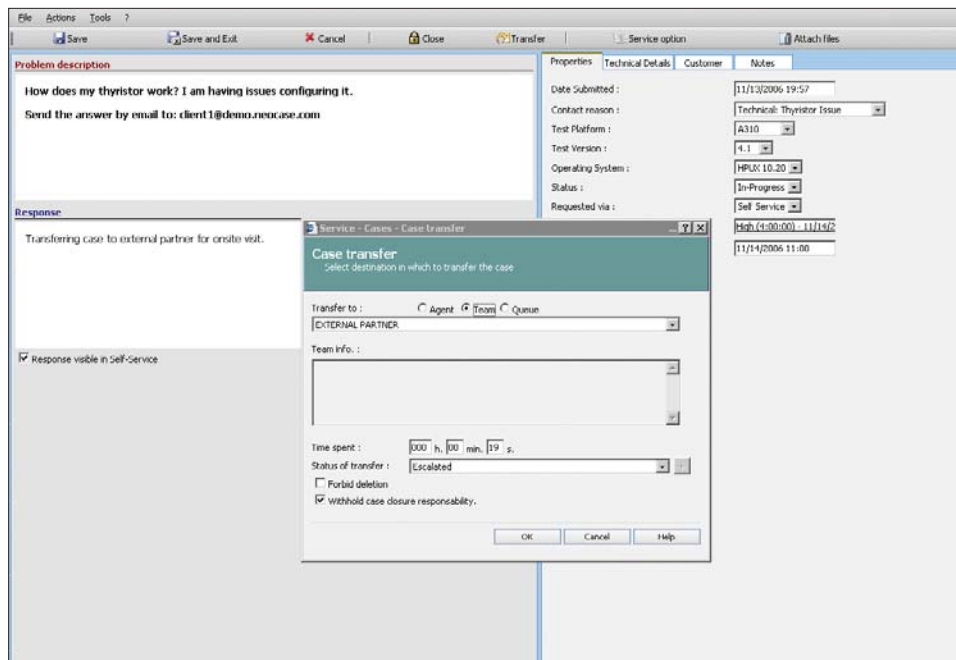 File Actions Tools ?
Save Save and Exit Cancel Close Transfer Service option Attach files
Problem description
How does my thyristor work? I am having issues configuring it.
Send the answer by email to: client1@demo.neocase.com
Response
Transferring case to external partner for onsite visit.
Response visible in Self-Service
Properties Technical Details Customer Notes
Date Submitted : 11/13/2006 19:57
Contact reason : Technical: Thyristor Issue
Test Platform : A310
Test Version : 4.1
Operating System : HPUX 10.20
Status : In-Progress
Requested via : Self Service
High (4:00:00) - 11/14/2
11/14/2006 11:00
Service - Cases - Case transfer
Case transfer
Select destination in which to transfer the case
Transfer to : Agent Team Queue
EXTERNAL PARTNER
Team info. :
Time spent : 000 h. 00 min. 19 s.
Status of transfer : Escalated
Forbid deletion
Withhold case closure responsability.
OK Cancel Help